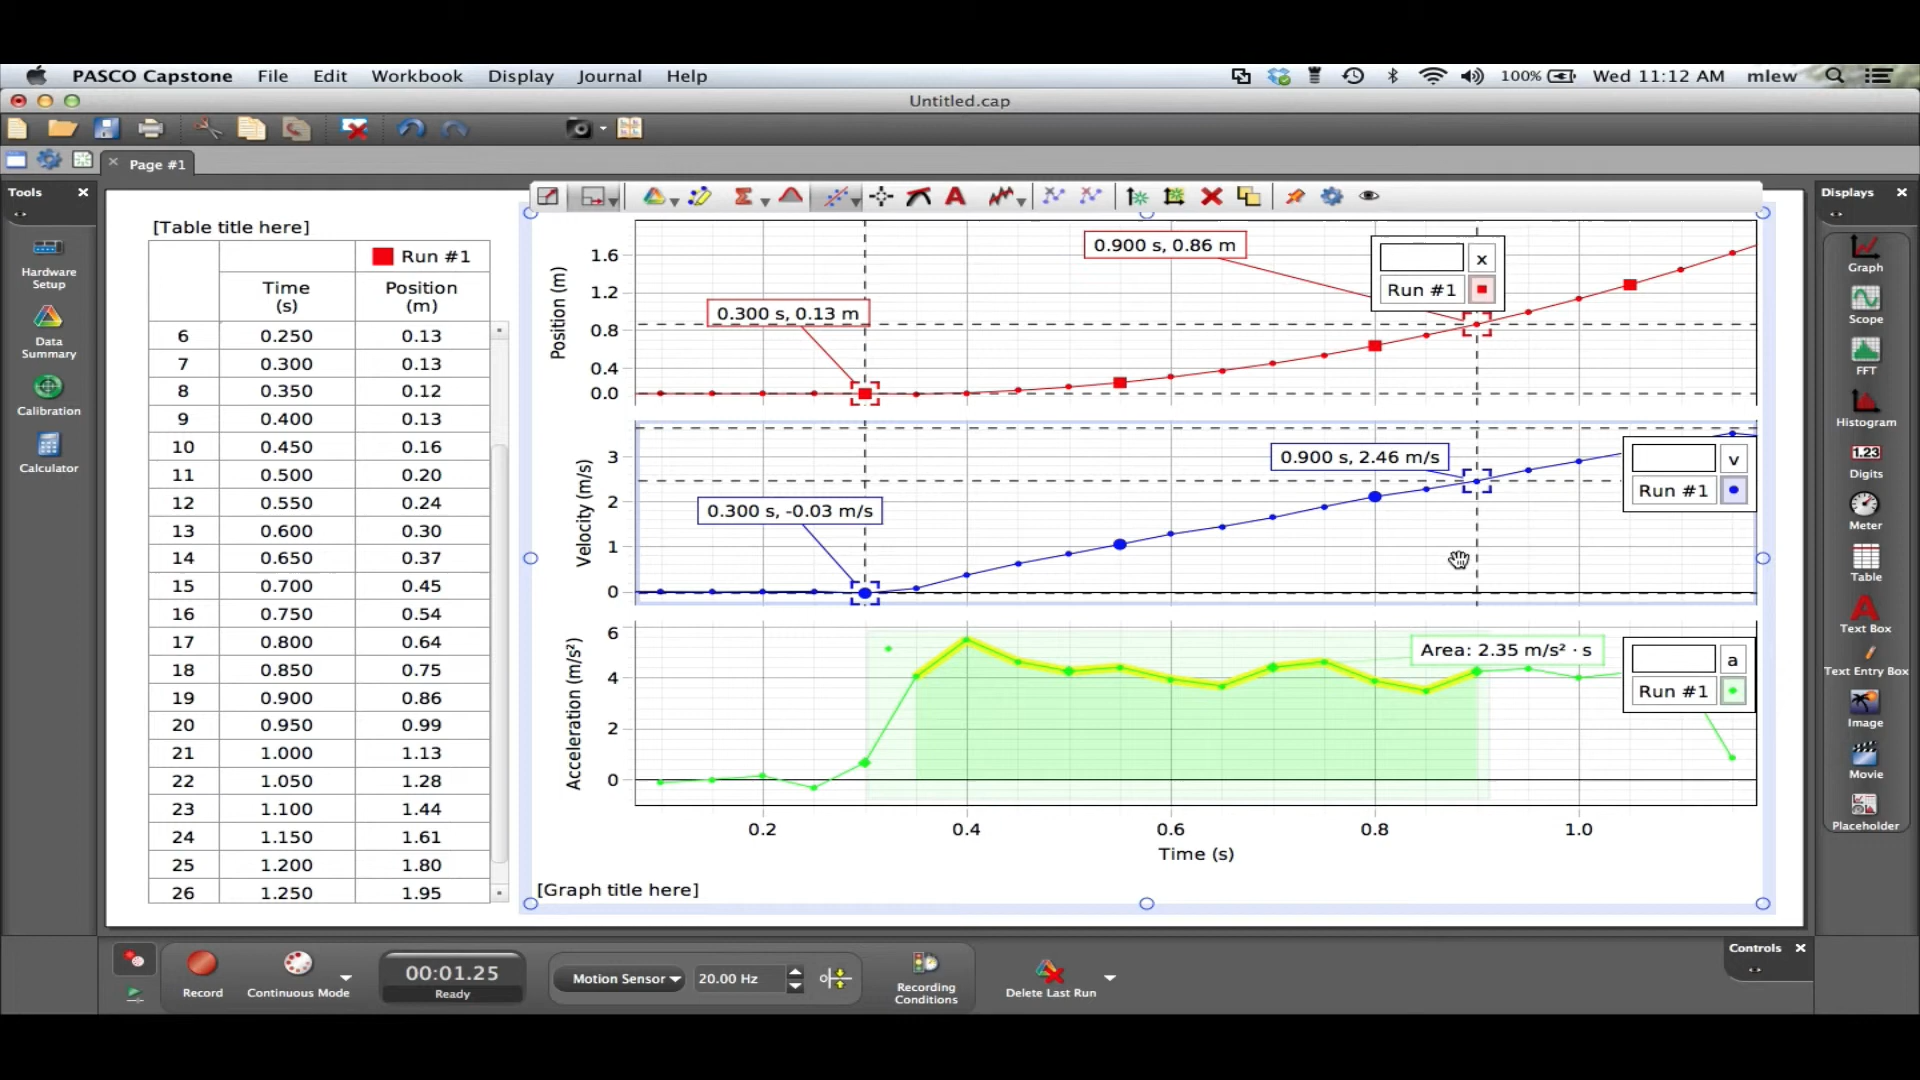 PASCO Capstone File Edit Workbook Display Journal Help 100% Wed 11:12 AM mlew
Untitled.cap
Page #1
Tools
Hardware
Setup
Data
Summary
Calibration
Calculator
[Table title here]
Run #1
Time
(s)
Position
(m)
6 0.250 0.13
7 0.300 0.13
8 0.350 0.12
9 0.400 0.13
10 0.450 0.16
11 0.500 0.20
12 0.550 0.24
13 0.600 0.30
14 0.650 0.37
15 0.700 0.45
16 0.750 0.54
17 0.800 0.64
18 0.850 0.75
19 0.900 0.86
20 0.950 0.99
21 1.000 1.13
22 1.050 1.28
23 1.100 1.44
24 1.150 1.61
25 1.200 1.80
26 1.250 1.95
Position (m)
1.6
1.2
0.8
0.4
0.0
0.900 s, 0.86 m
0.300 s, 0.13 m
x
Run #1
Velocity (m/s)
3
2
1
0
0.900 s, 2.46 m/s
0.300 s, -0.03 m/s
v
Run #1
Acceleration (m/s²)
6
4
2
0
Area: 2.35 m/s² · s
a
Run #1
0.2 0.4 0.6 0.8 1.0
Time (s)
[Graph title here]
Displays
Graph
Scope
FFT
Histogram
1.23
Digits
Meter
Table
A
Text Box
Text Entry Box
Image
Movie
Placeholder
Record
Continuous Mode
00:01.25
Ready
Motion Sensor
20.00 Hz
Recording
Conditions
Delete Last Run
Controls